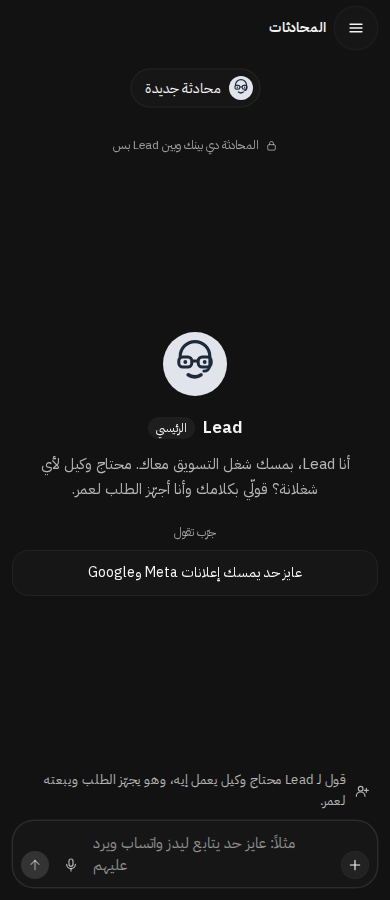 المحادثات
محادثة جديدة
المحادثة دي بينك وبين Lead بس
Lead الرئيسي
أنا Lead، بمسك شغل التسويق معاك. محتاج وكيل لأي
شغلانة؟ قولّي بكلامك وأنا أجهّز الطلب لعمر.
جرّب تقول
عايز حد يمسك إعلانات Meta وGoogle
قول لـ Lead محتاج وكيل يعمل إيه، وهو يجهّز الطلب ويبعته
لعمر.
مثلاً: عايز حد يتابع ليدز واتساب ويرد
عليهم